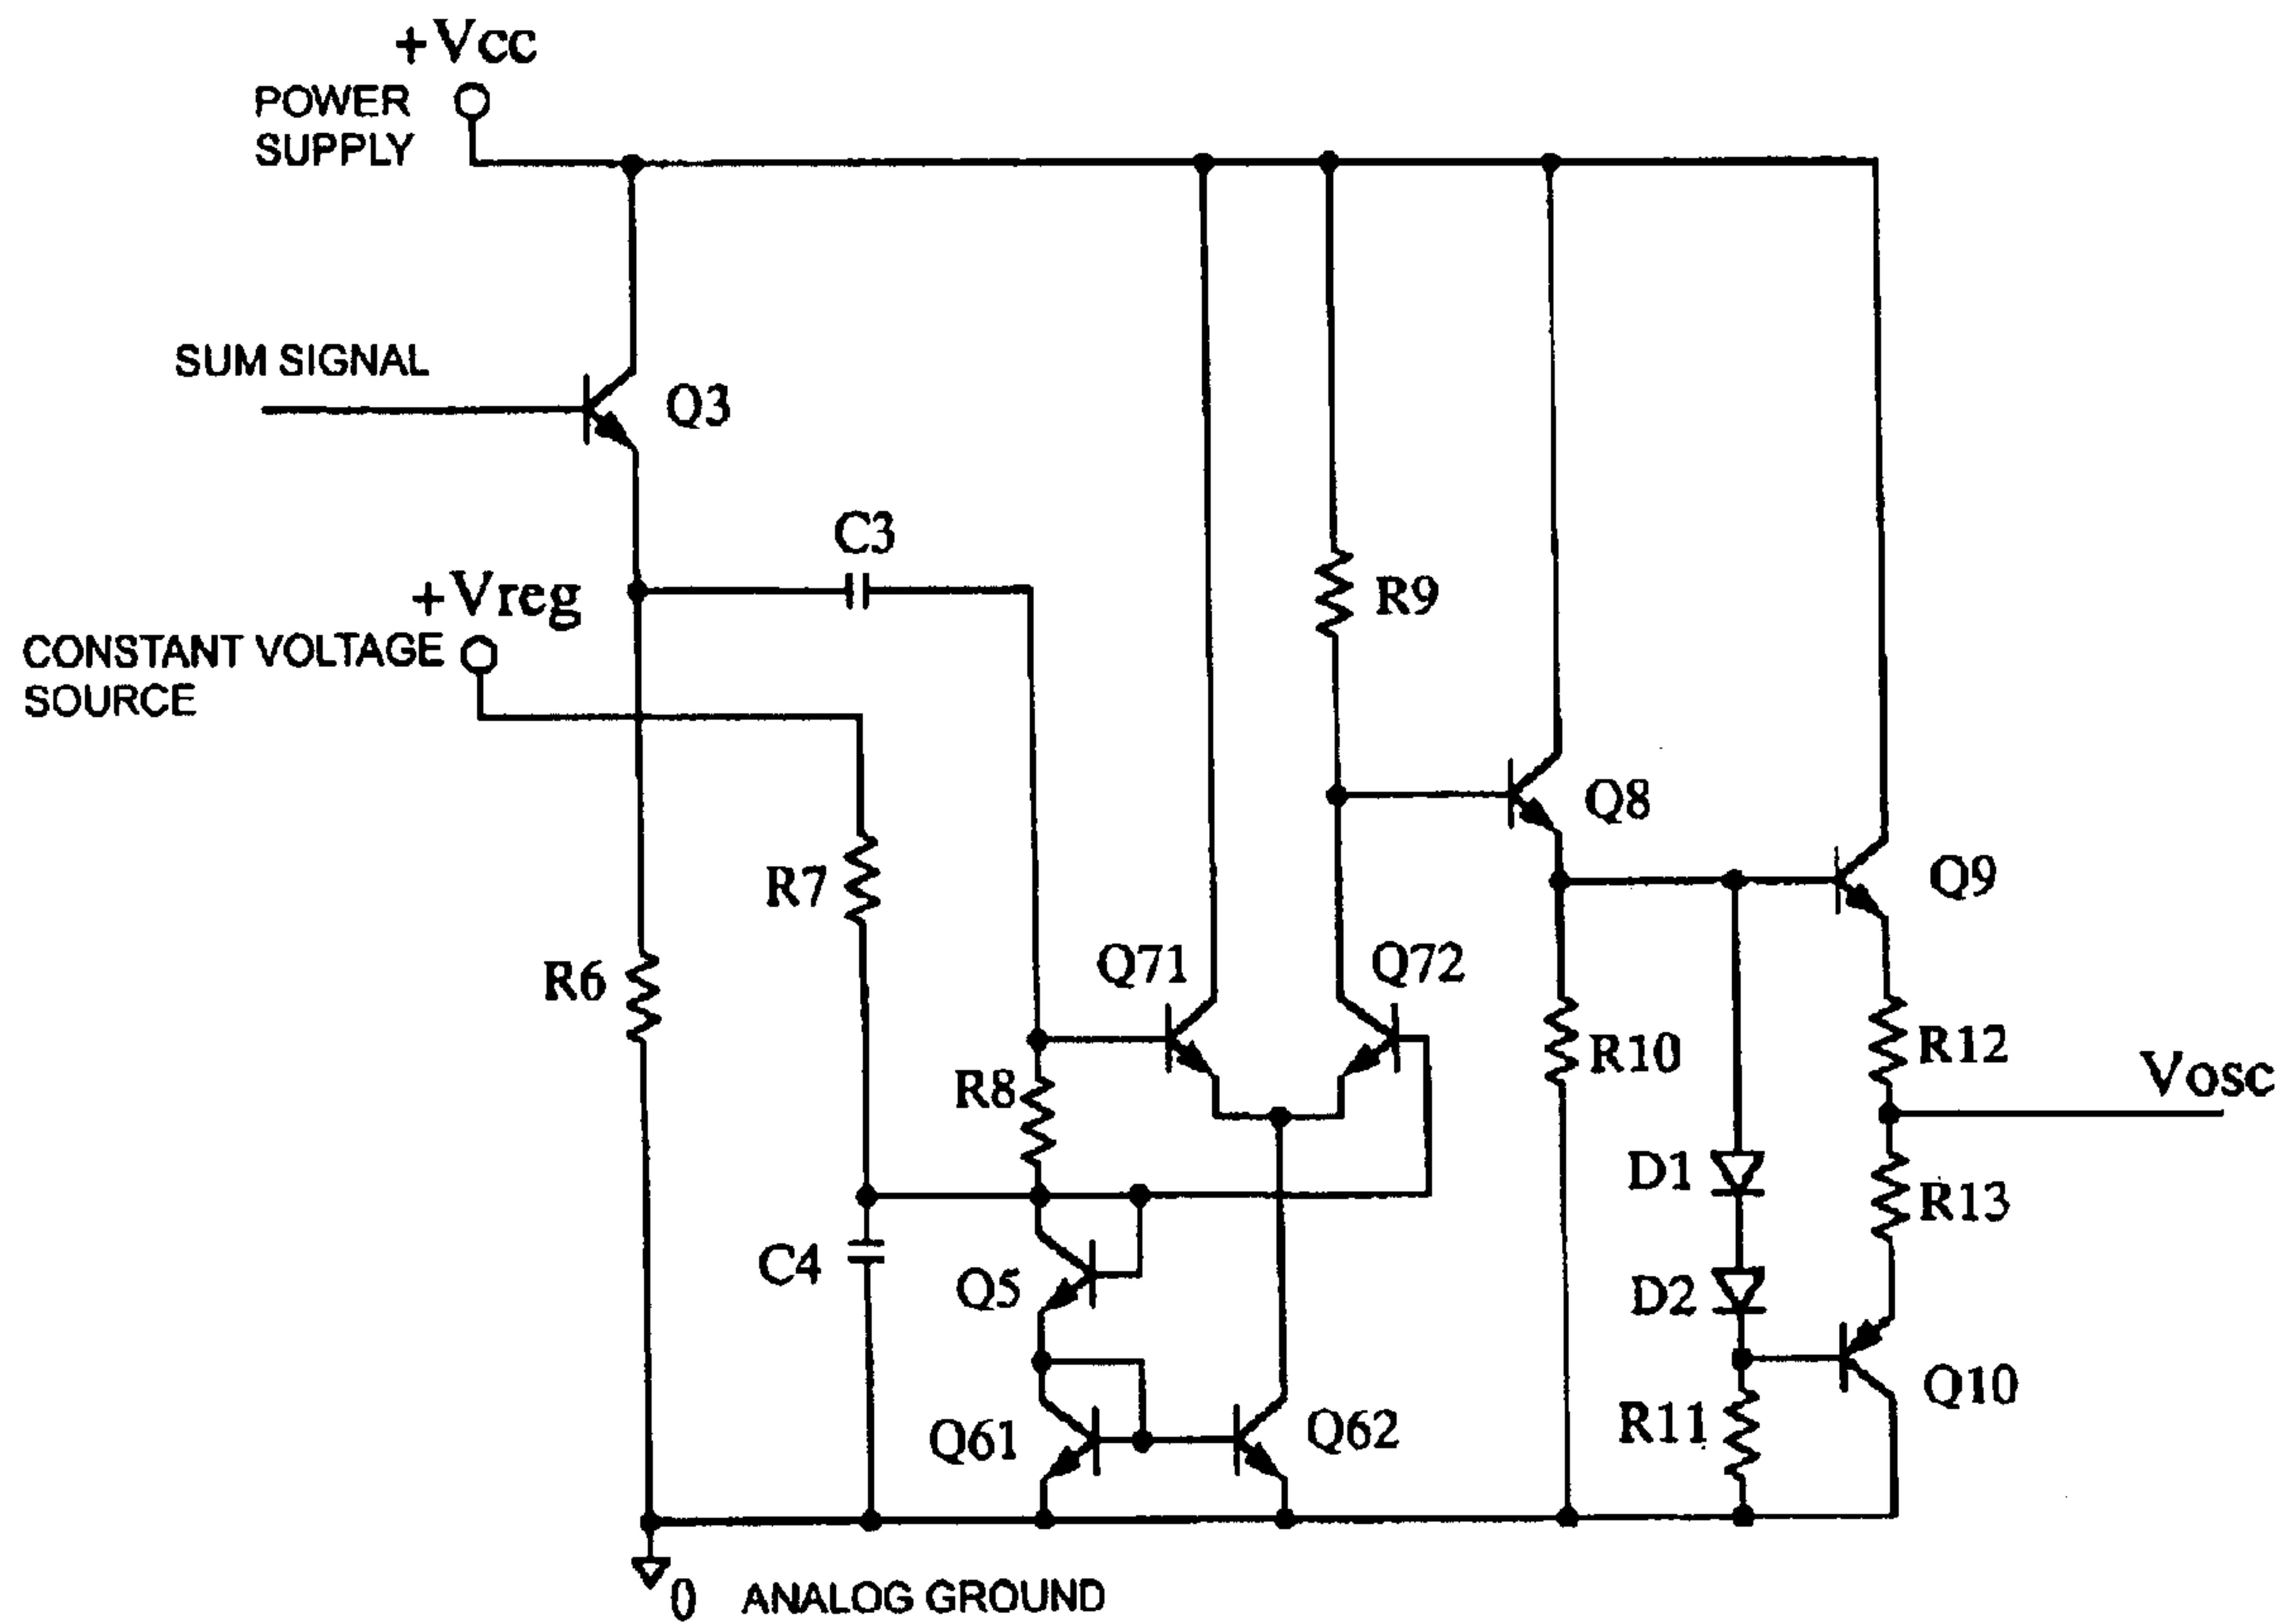 +Vcc
POWER
SUPPLY
SUM SIGNAL
Q3
C3
+Vreg
CONSTANT VOLTAGE
SOURCE
R9
Q8
R7
Q9
Q71
Q72
R6
R10
R12
R8
Vosc
D1
R13
C4
Q5
D2
Q10
Q61
Q62
R11
0
ANALOG GROUND